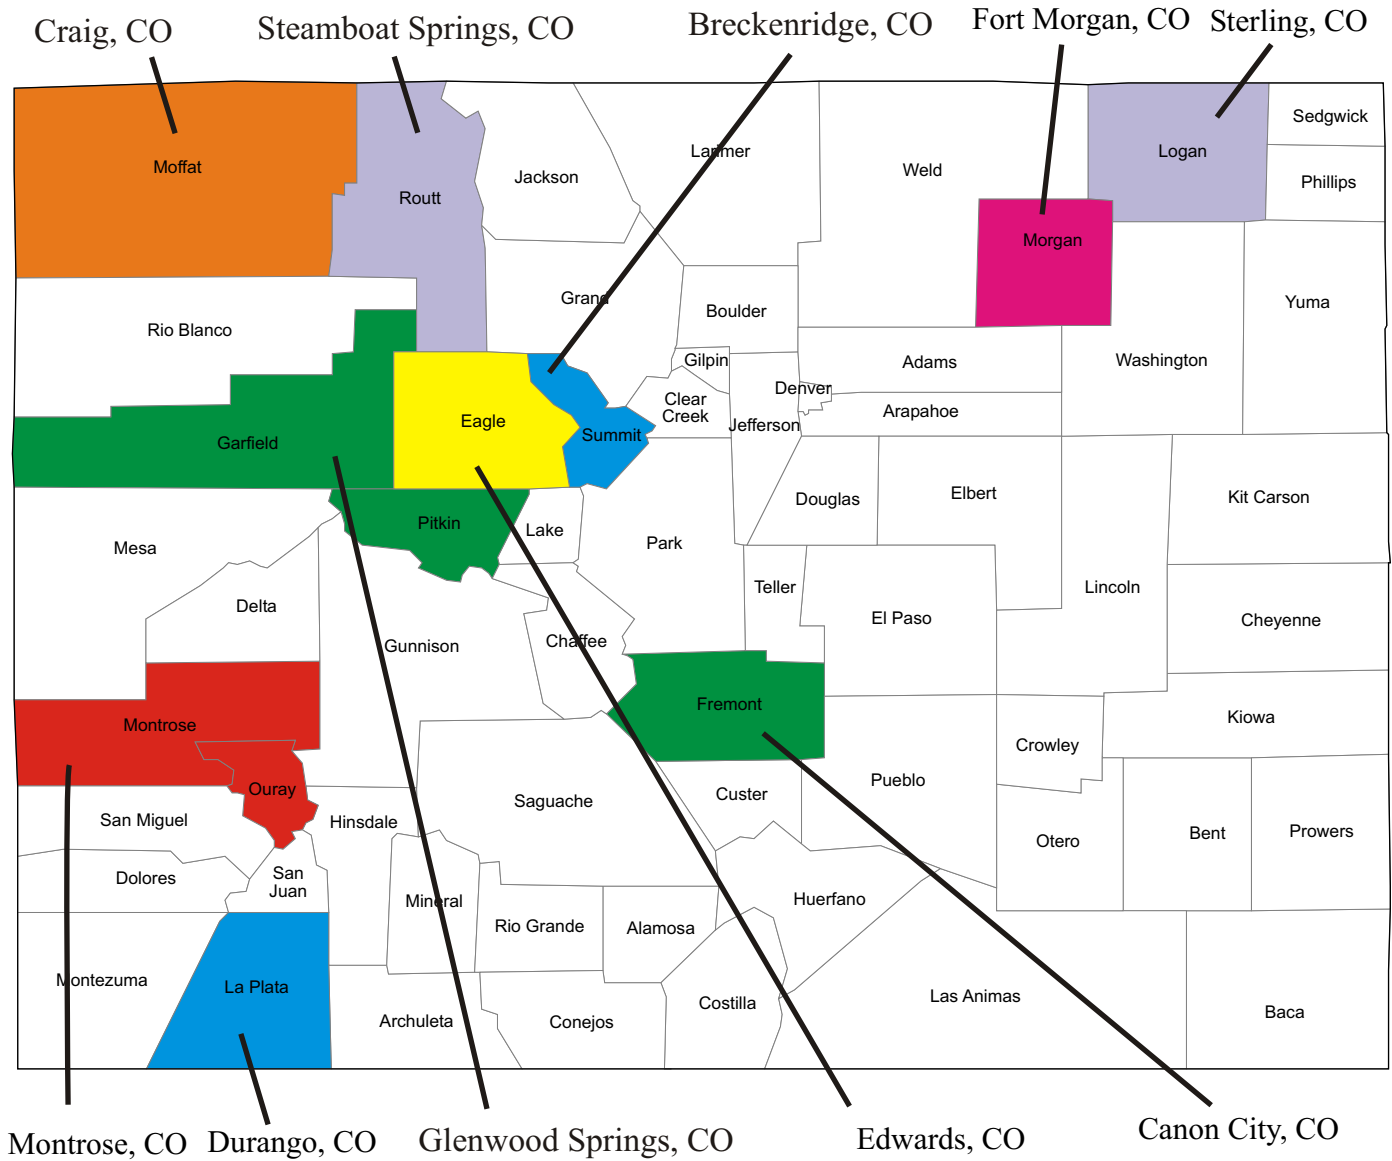 Craig, CO
Steamboat Springs, CO
Breckenridge, CO
Fort Morgan, CO
Sterling, CO
Sedgwick
Larimer
Logan
Moffat
Weld
Jackson
Phillips
Routt
Morgan
Grand
Yuma
Boulder
Rio Blanco
Gilpin
Adams
Washington
Denver
Clear
Creek
Arapahoe
Eagle
Jefferson
Summit
Garfield
Elbert
Kit Carson
Douglas
Pitkin
Lake
Park
Mesa
Teller
Lincoln
Delta
El Paso
Cheyenne
Chaffee
Gunnison
Fremont
Kiowa
Montrose
Crowley
Pueblo
Ouray
Custer
Saguache
San Miguel
Hinsdale
Bent
Prowers
Otero
San
Juan
Dolores
Mineral
Huerfano
Rio Grande
Alamosa
Montezuma
La Plata
Las Animas
Costilla
Baca
Archuleta
Conejos
Montrose, CO
Durango, CO
Glenwood Springs, CO
Edwards, CO
Canon City, CO